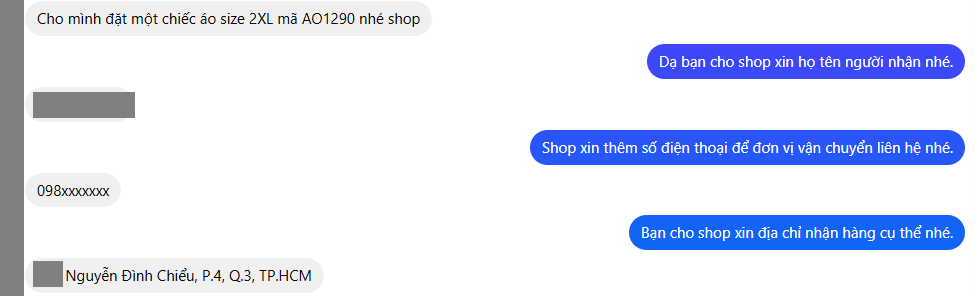 Cho mình đặt một chiếc áo size 2XL mã AO1290 nhé shop
Dạ bạn cho shop xin họ tên người nhận nhé.
Shop xin thêm số điện thoại để đơn vị vận chuyển liên hệ nhé.
098xxxxxxx
Bạn cho shop xin địa chỉ nhận hàng cụ thể nhé.
Nguyễn Đình Chiểu, P.4, Q.3, TP.HCM